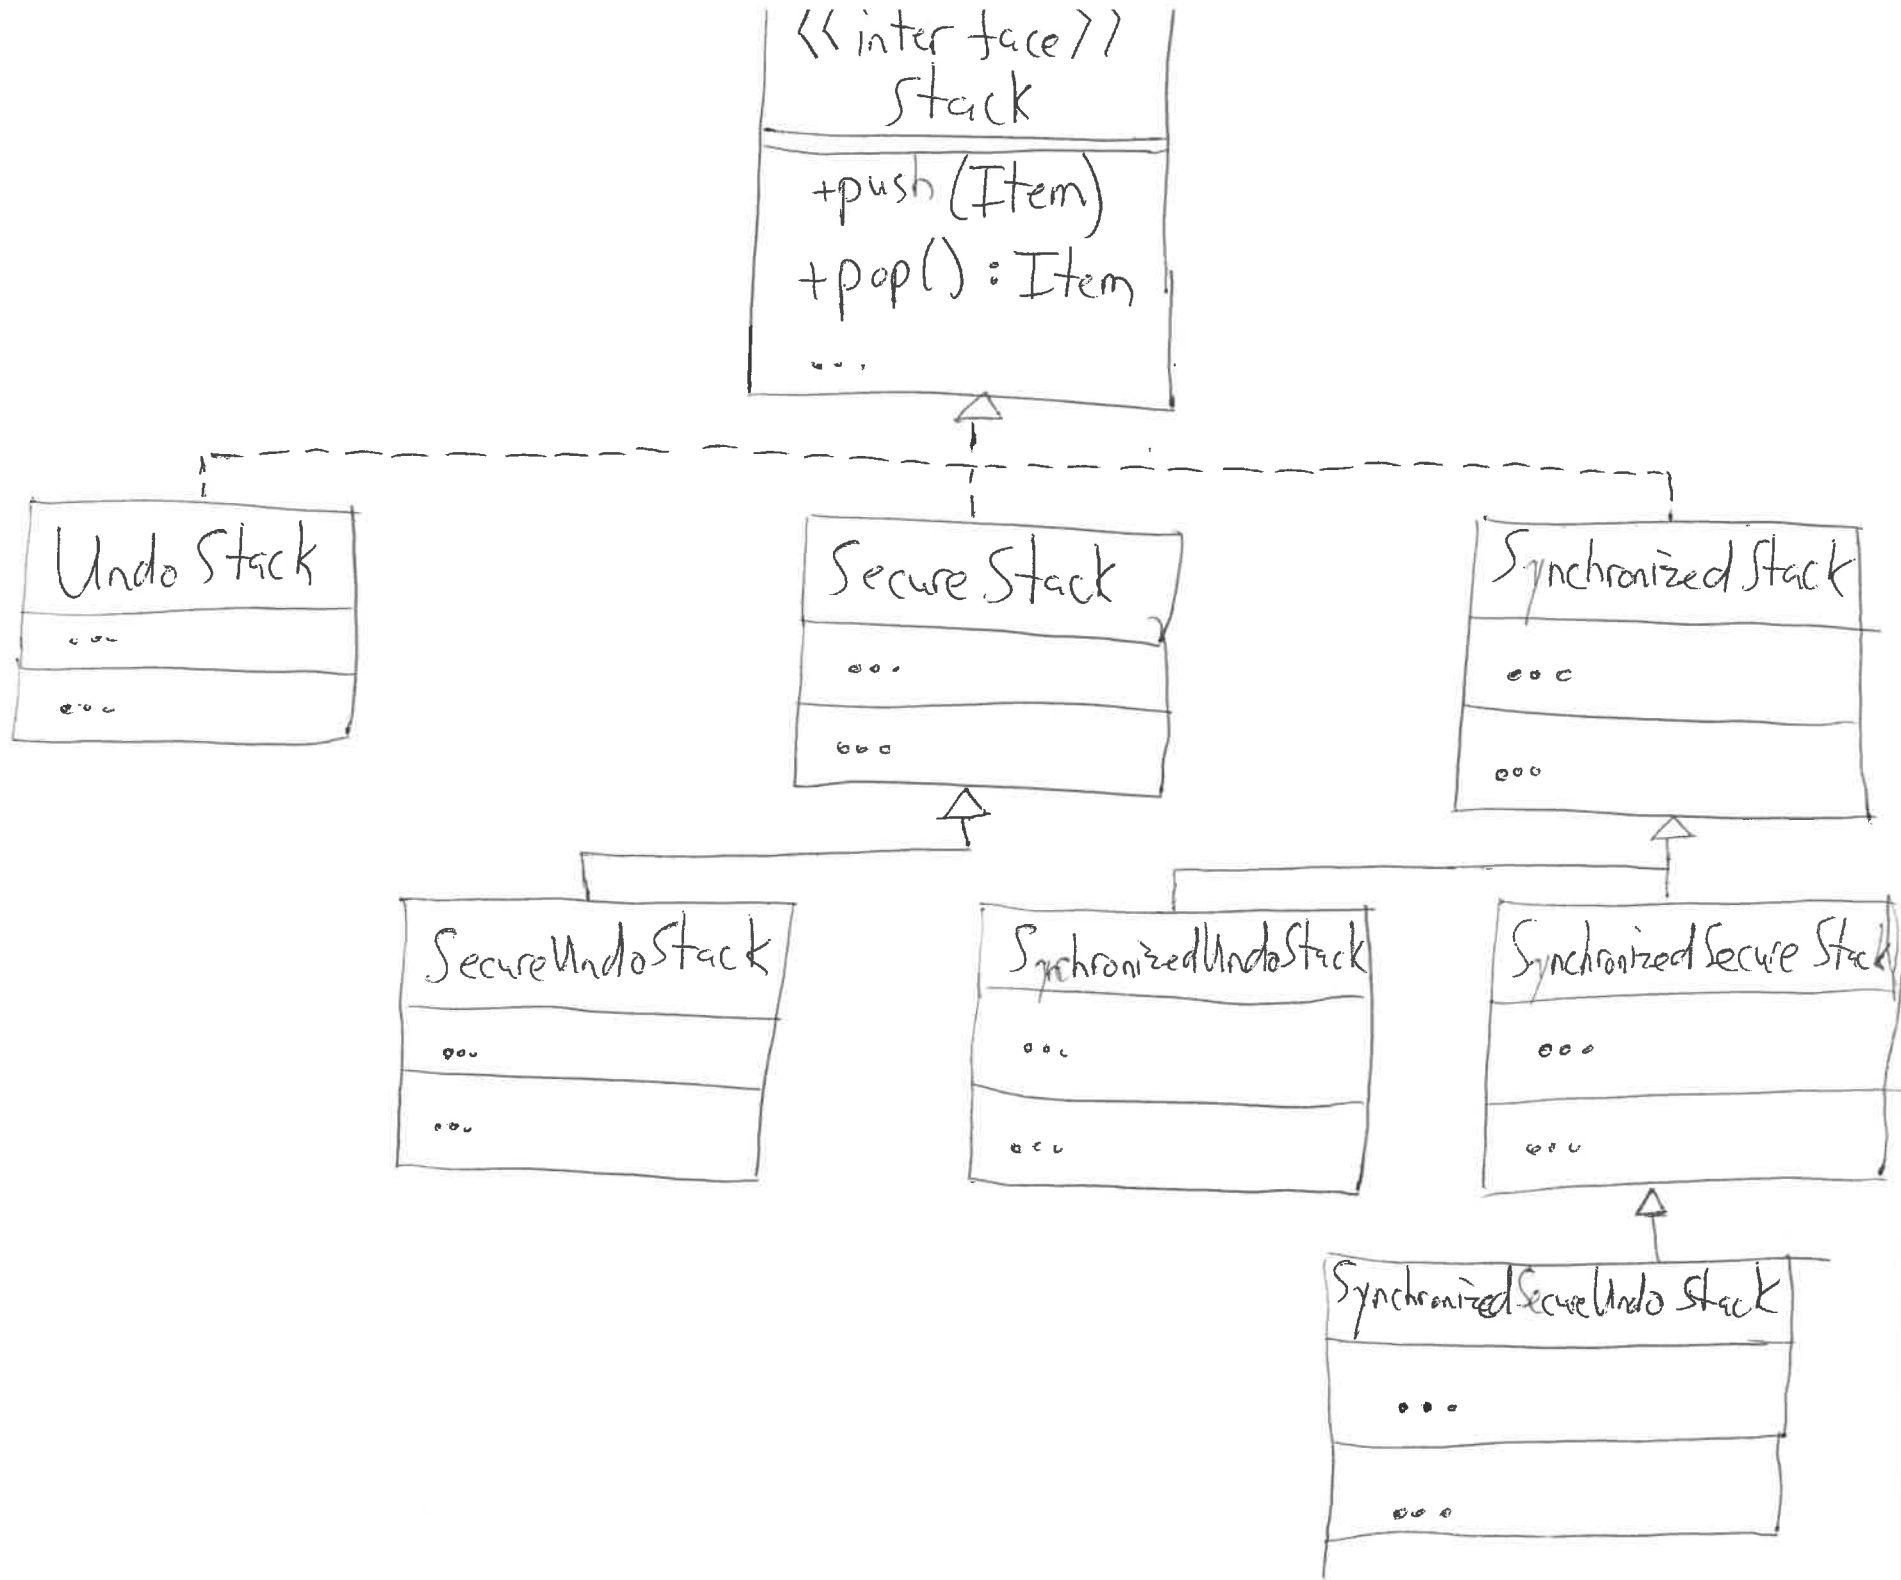 <<interface>>
Stack
+push(Item)
+pop() : Item
...
UndoStack
...
...
SecureStack
...
...
SynchronizedStack
...
...
SecureUndoStack
...
...
SynchronizedUndoStack
...
...
SynchronizedSecureStack
...
...
SynchronizedSecureUndoStack
...
...